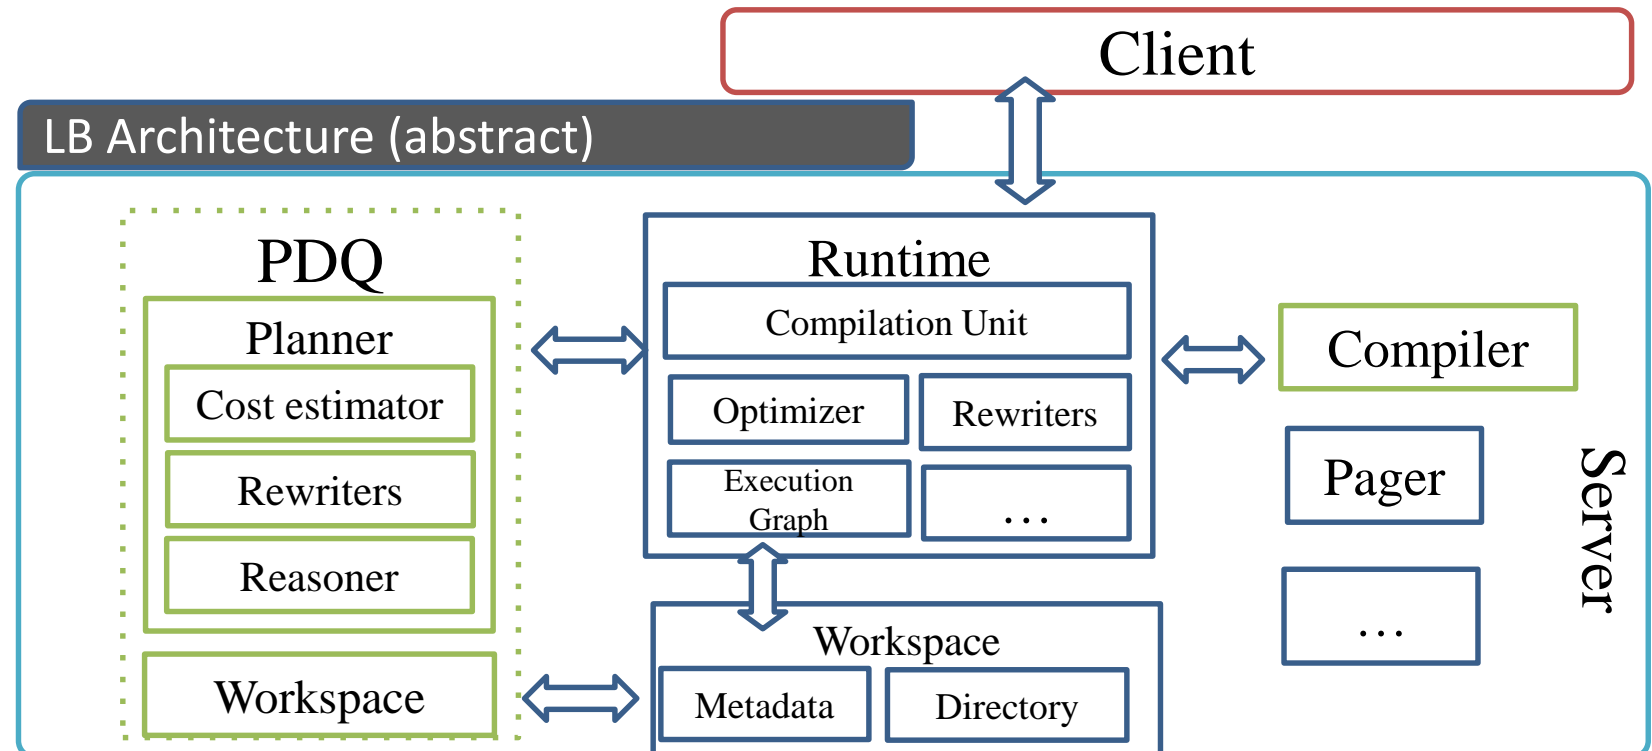 Client
LB Architecture (abstract)
PDQ
Planner
Cost estimator
Rewriters
Reasoner
Workspace
Runtime
Compilation Unit
Optimizer
Rewriters
Execution
Graph
…
Workspace
Metadata
Directory
Compiler
Pager
…
Server